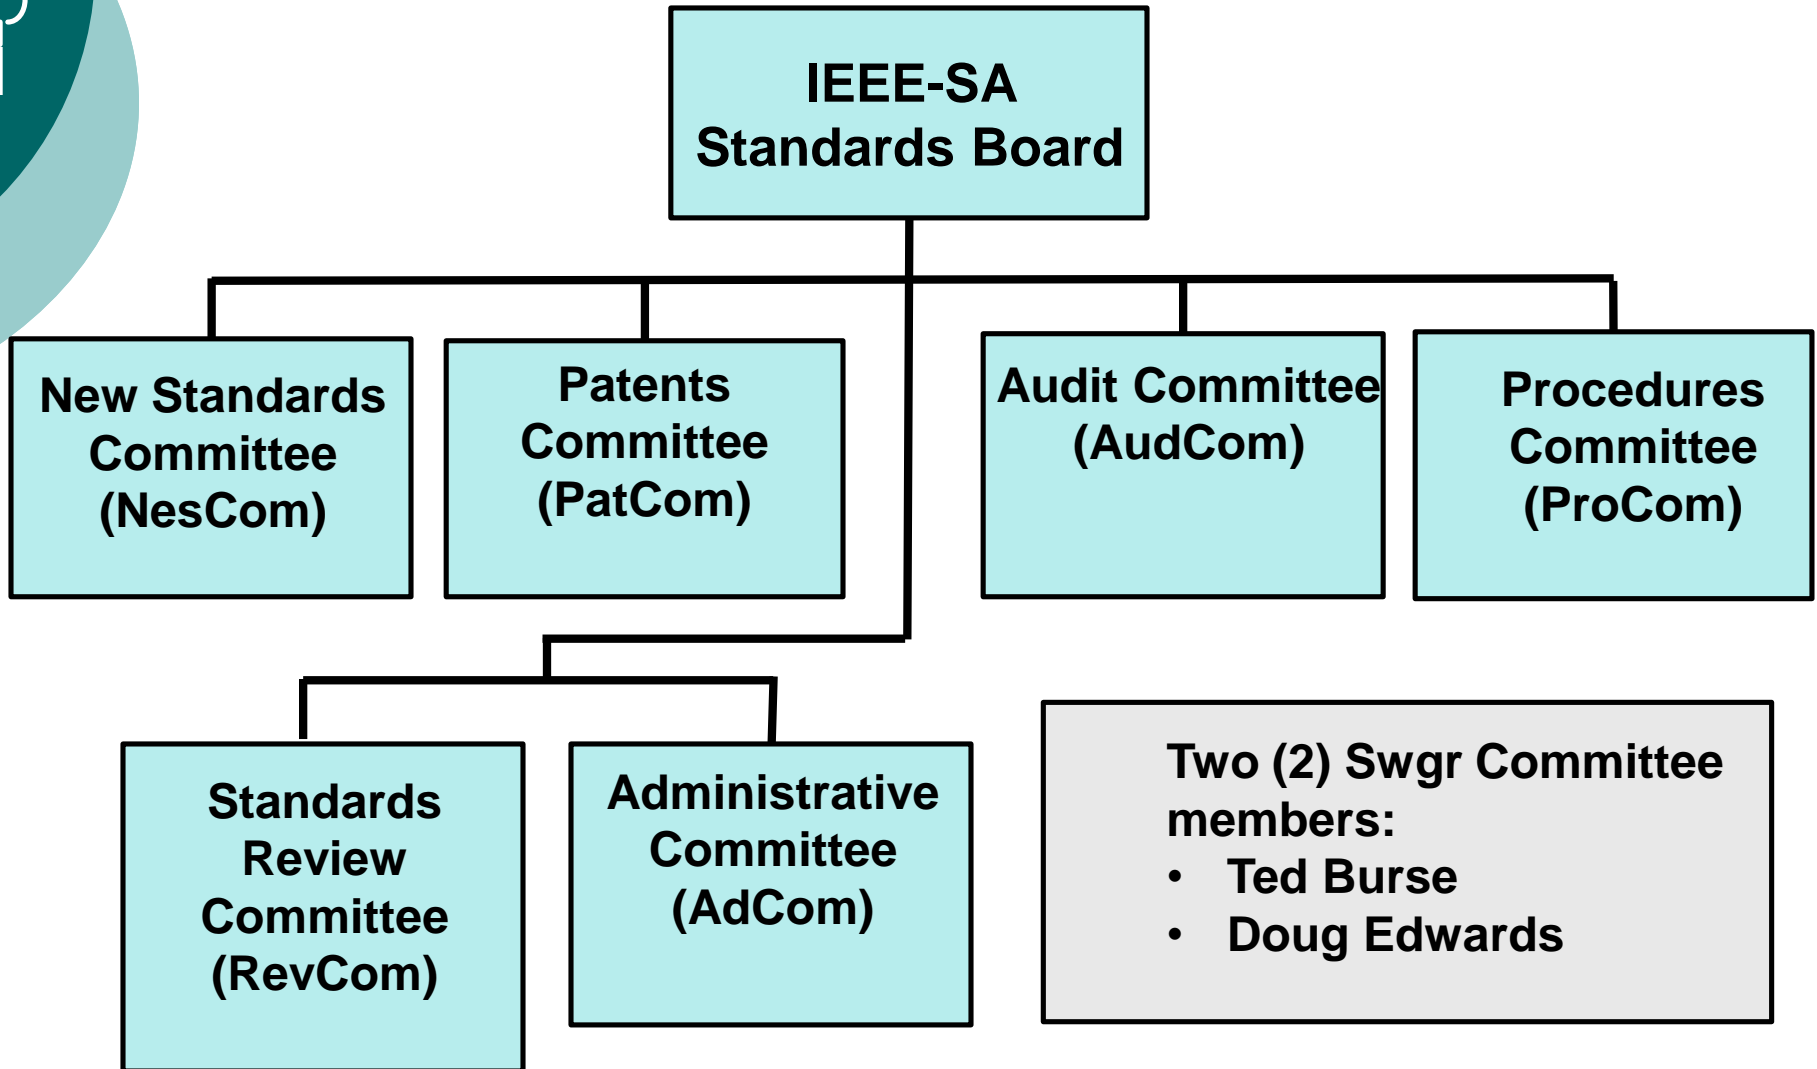 IEEE-SA
Standards Board
New Standards
Committee
(NesCom)
Patents
Committee
(PatCom)
Audit Committee
(AudCom)
Procedures
Committee
(ProCom)
Standards
Review
Committee
(RevCom)
Administrative
Committee
(AdCom)
Two (2) Swgr Committee
members:
• Ted Burse
• Doug Edwards